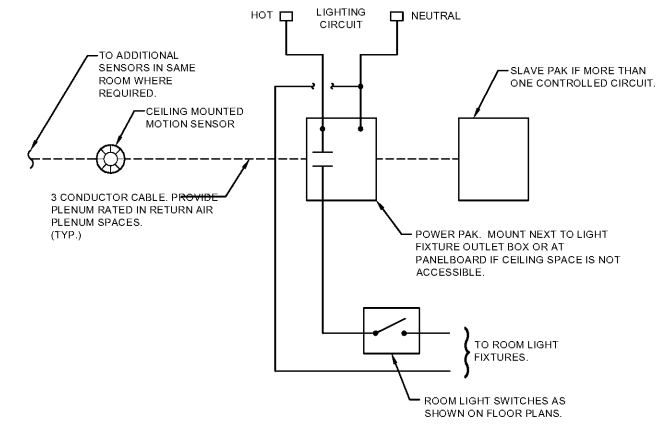 HOT
LIGHTING
CIRCUIT
NEUTRAL
TO ADDITIONAL
SENSORS IN SAME
ROOM WHERE
REQUIRED.
CEILING MOUNTED
MOTION SENSOR
SLAVE PAK IF MORE THAN
ONE CONTROLLED CIRCUIT.
3 CONDUCTOR CABLE. PROVIDE
PLENUM RATED IN RETURN AIR
PLENUM SPACES.
(TYP.)
POWER PAK. MOUNT NEXT TO LIGHT
FIXTURE OUTLET BOX OR AT
PANELBOARD IF CEILING SPACE IS NOT
ACCESSIBLE.
TO ROOM LIGHT
FIXTURES.
ROOM LIGHT SWITCHES AS
SHOWN ON FLOOR PLANS.